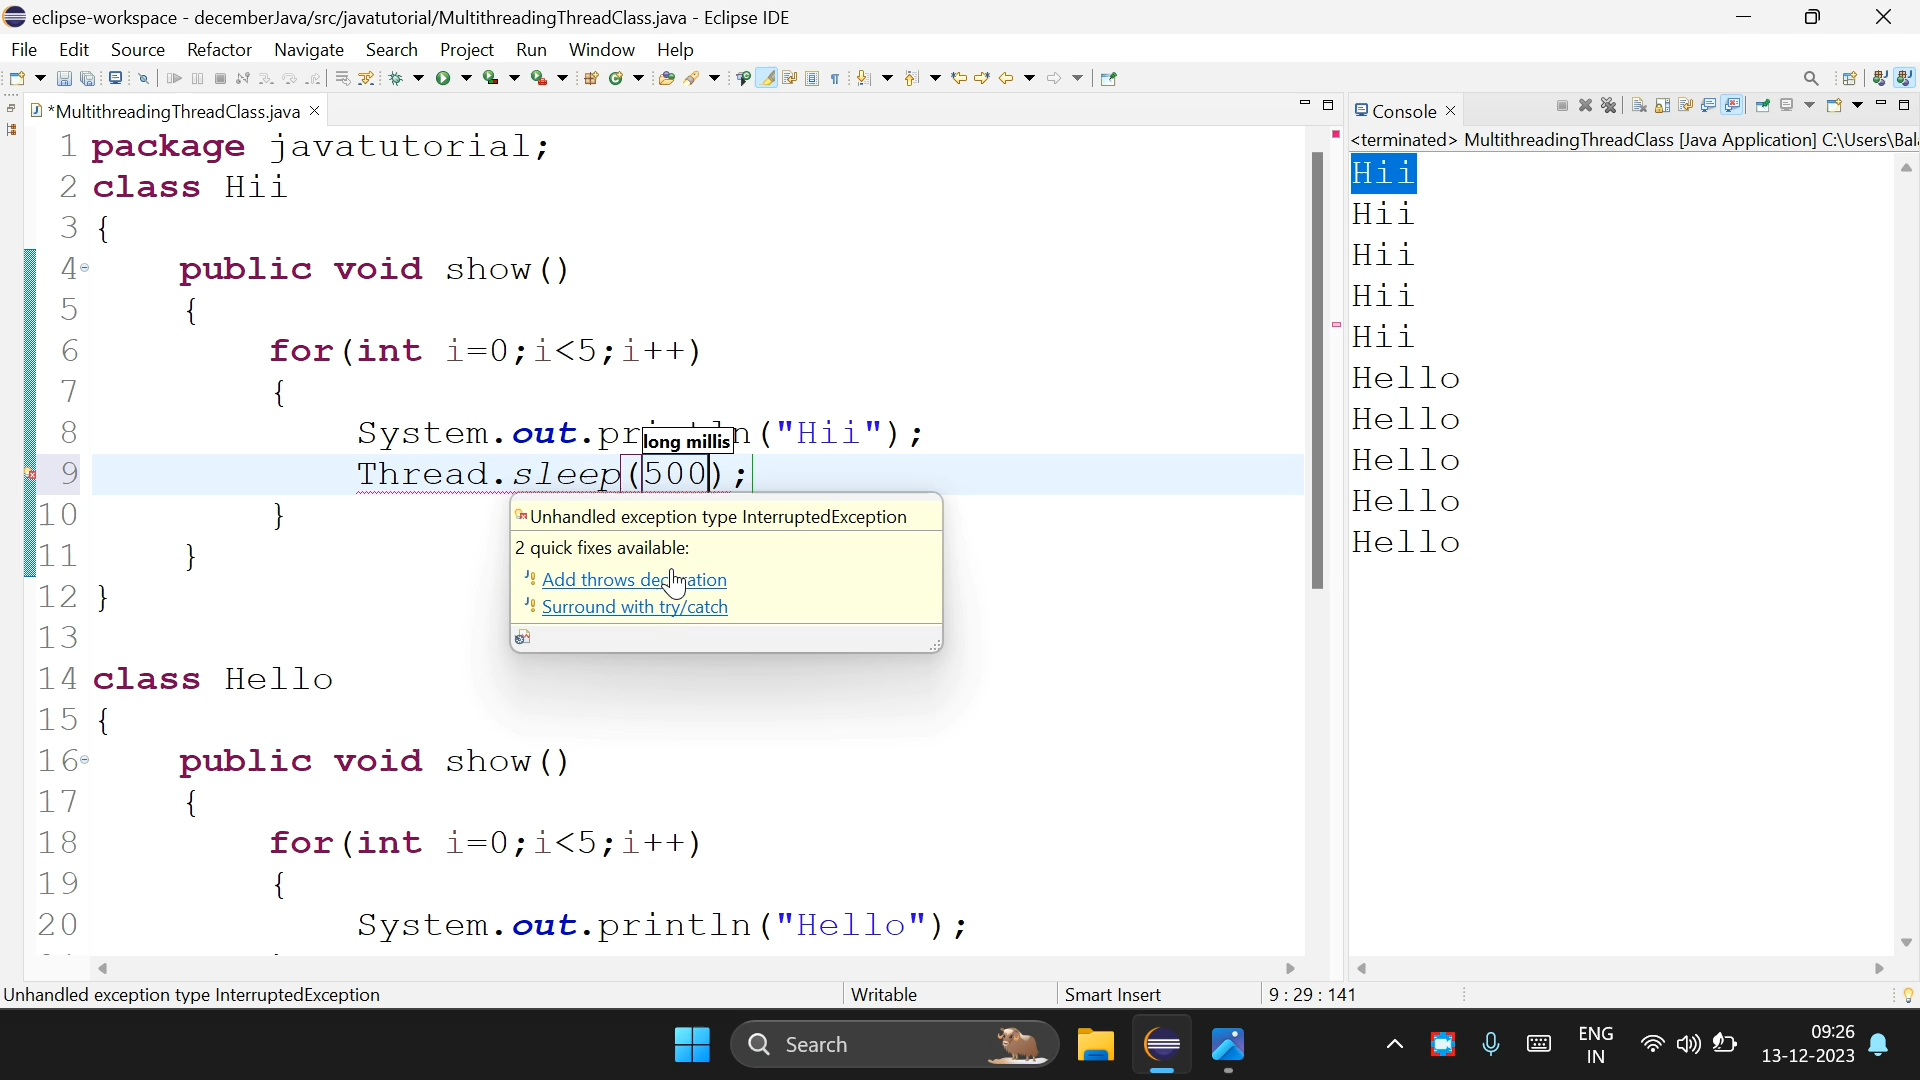 eclipse-workspace - decemberJava/src/javatutorial/MultithreadingThreadClass.java - Eclipse IDE
File Edit Source Refactor Navigate Search Project Run Window Help
*MultithreadingThreadClass.java
1 package javatutorial;
2 class Hii
3 {
4 public void show()
5 {
6 for(int i=0;i<5;i++)
7 {
8 System.out.pr n("Hii");
long millis
9 Thread.sleep(500);
10 }
11 }
12 }
13
14 class Hello
15 {
16 public void show()
17 {
18 for(int i=0;i<5;i++)
19 {
20 System.out.println("Hello");
Unhandled exception type InterruptedException
2 quick fixes available:
Add throws declaration
Surround with try/catch
Console
<terminated> MultithreadingThreadClass [Java Application] C:\Users\Bal
Hii
Hii
Hii
Hii
Hii
Hello
Hello
Hello
Hello
Hello
Unhandled exception type InterruptedException Writable Smart Insert 9 : 29 : 141
Search
ENG
IN
09:26
13-12-2023